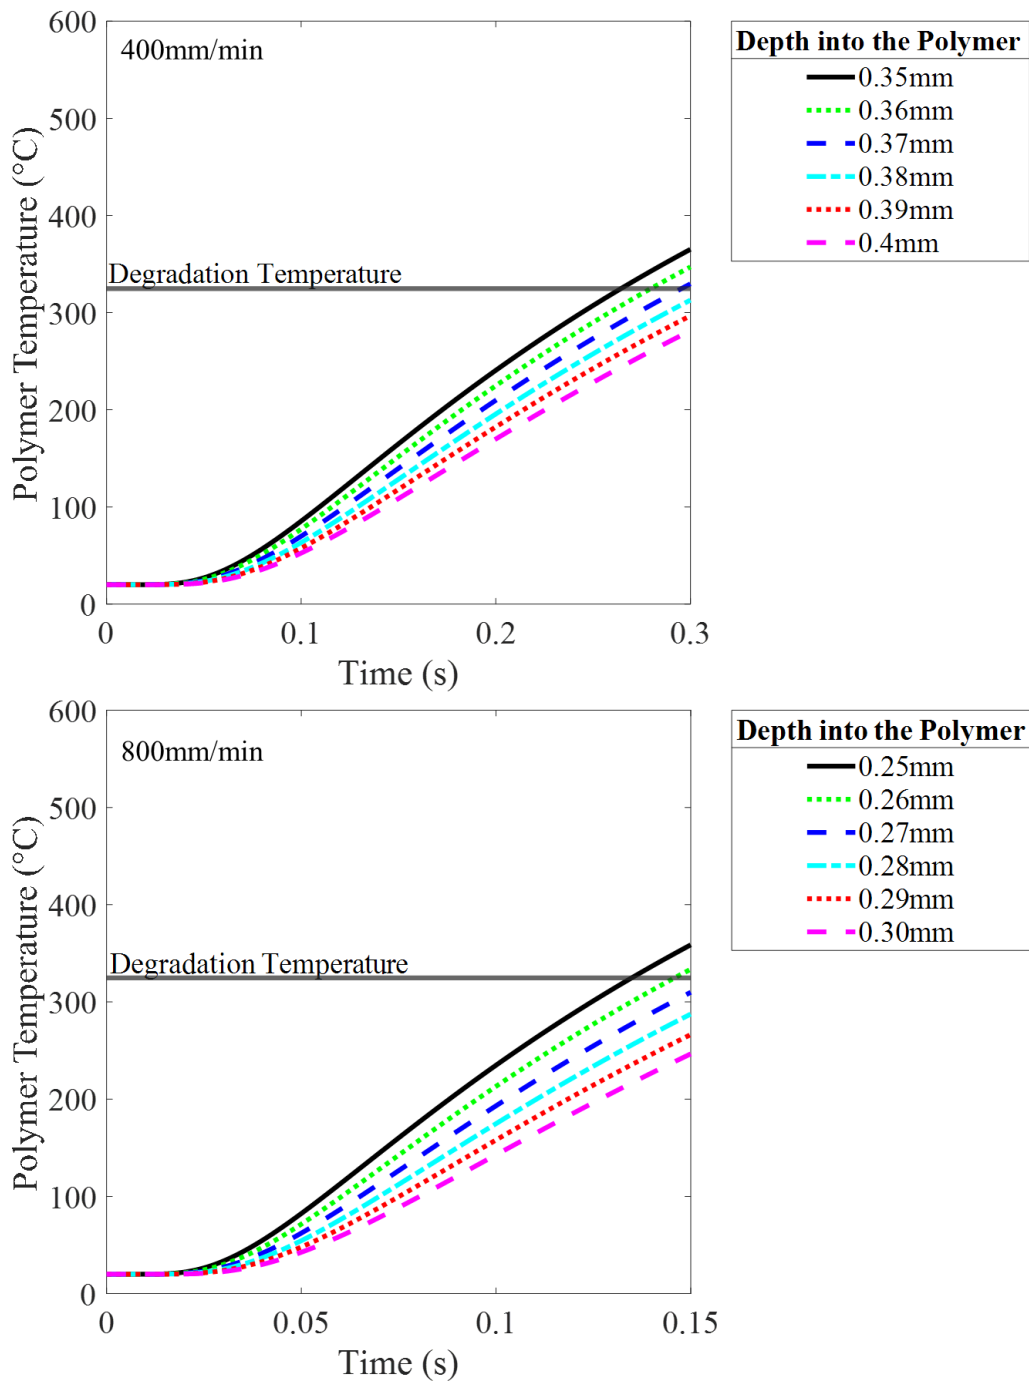 400mm/min
600
500
400
300
200
100
0
Polymer Temperature (°C)
Degradation Temperature
0
0.1
0.2
0.3
Time (s)
Depth into the Polymer
0.35mm
0.36mm
0.37mm
0.38mm
0.39mm
0.4mm
800mm/min
600
500
400
300
200
100
0
Polymer Temperature (°C)
Degradation Temperature
0
0.05
0.1
0.15
Time (s)
Depth into the Polymer
0.25mm
0.26mm
0.27mm
0.28mm
0.29mm
0.30mm